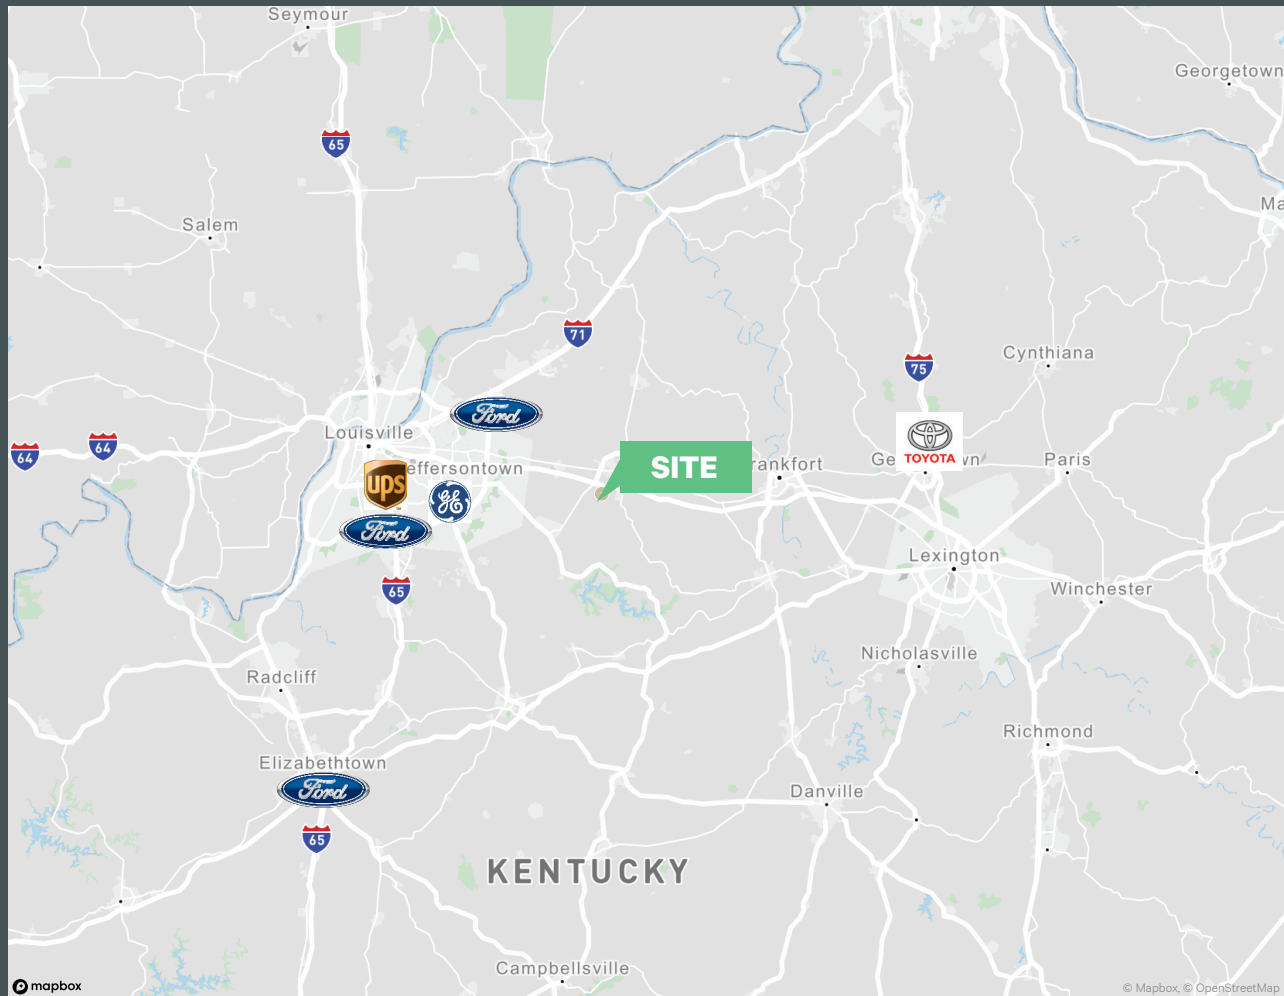 Seymour
Georgetown
65
Salem
Ma
71
Cynthiana
75
Ford
Louisville
64
64
effersontown
SITE
rankfort
TOYOTA
Ge
wn
Paris
ups
GE
Ford
Lexington
65
Winchester
Nicholasville
Radcliff
Richmond
Elizabethtown
Ford
Danville
65
KENTUCKY
Campbellsville
mapbox
© Mapbox, © OpenStreetMap